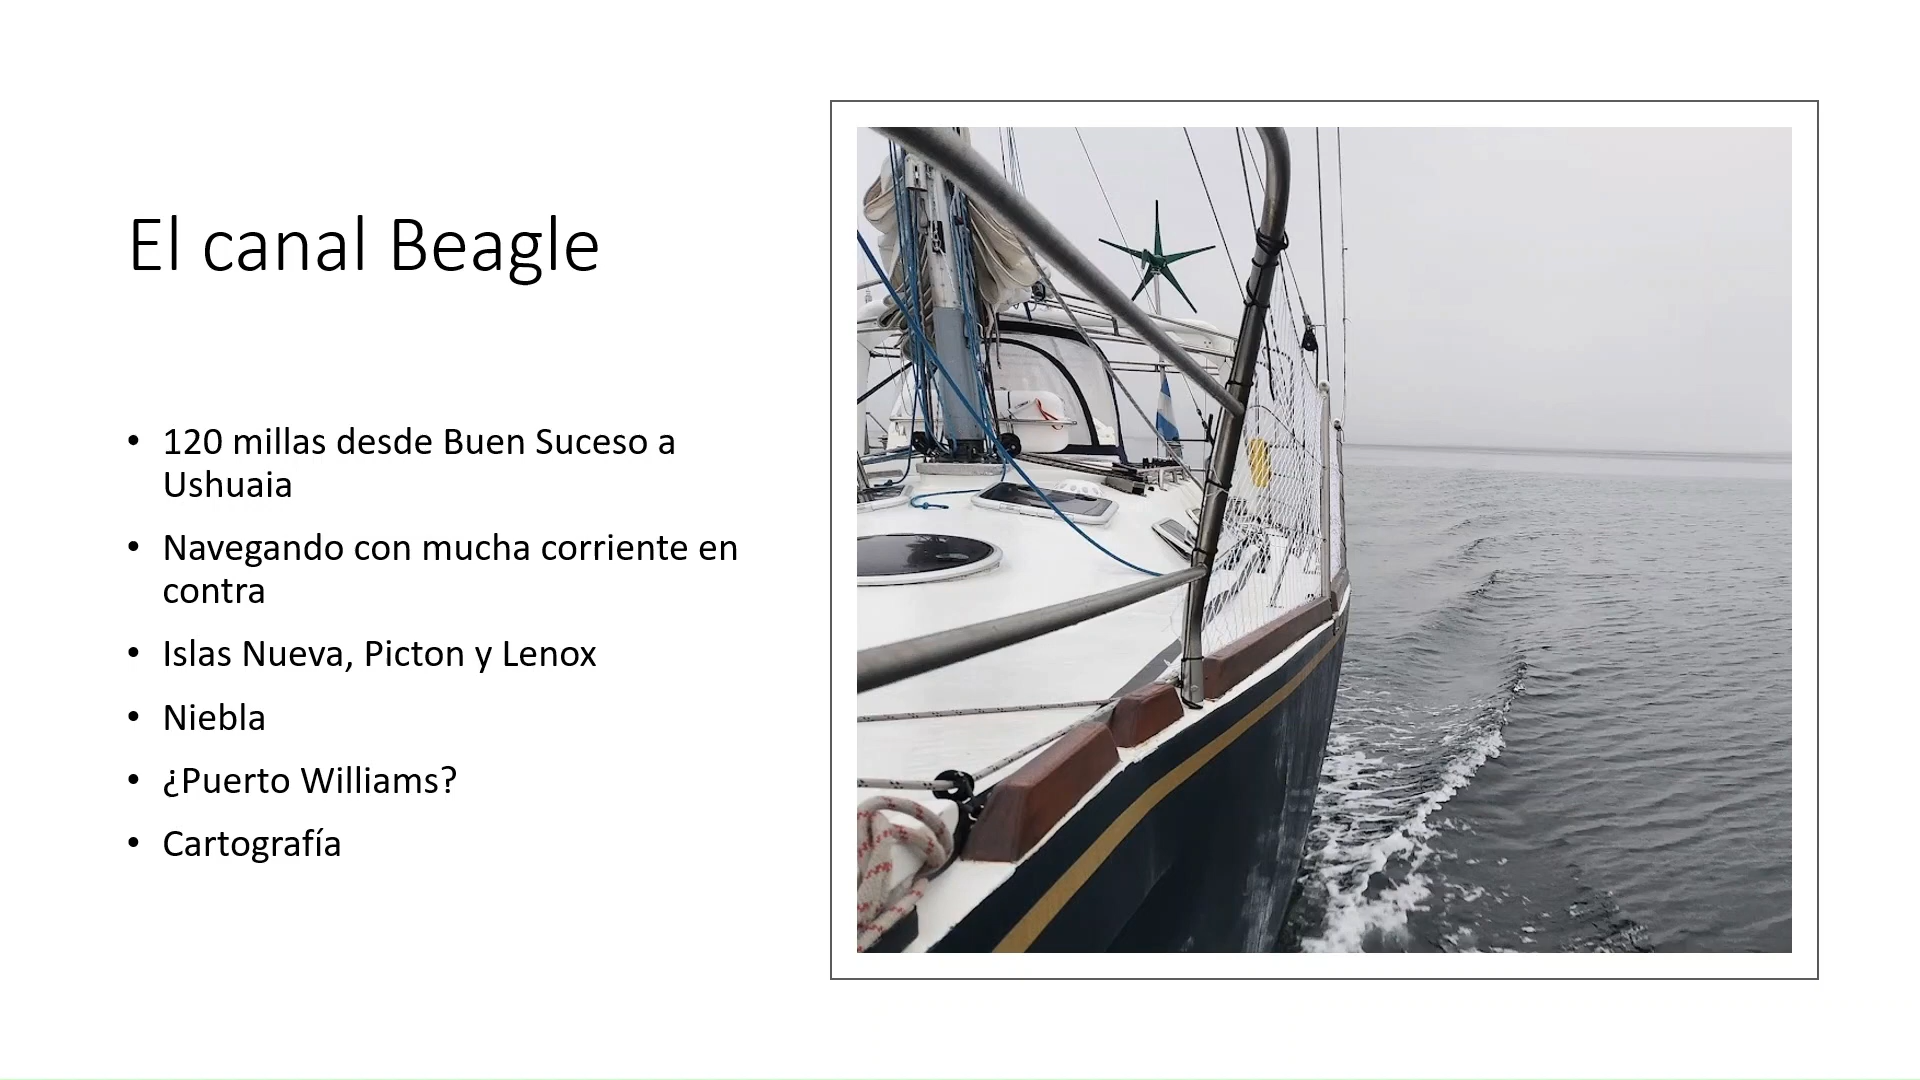 El canal Beagle
• 120 millas desde Buen Suceso a
Ushuaia
• Navegando con mucha corriente en
contra
• Islas Nueva, Picton y Lenox
• Niebla
• ¿Puerto Williams?
• Cartografía